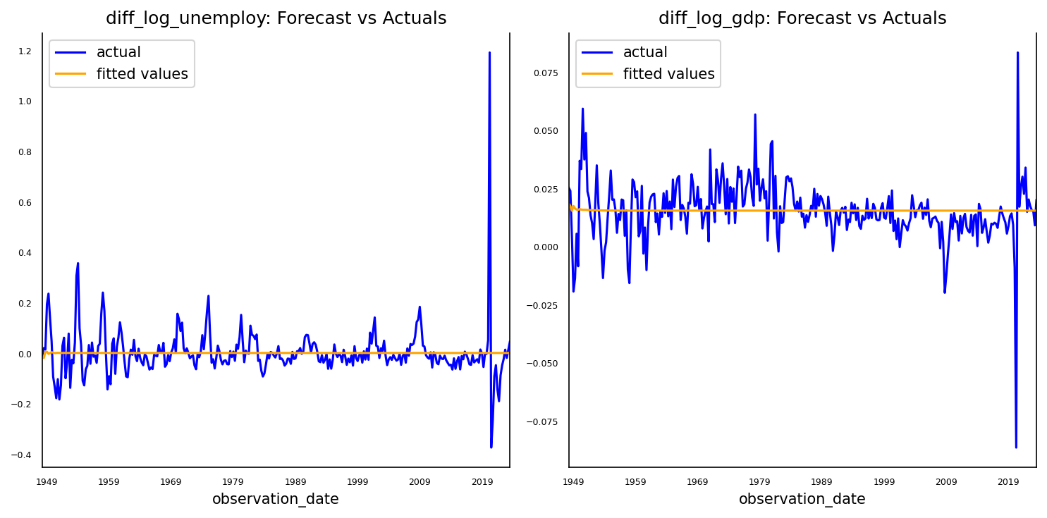 diff_log_unemploy: Forecast vs Actuals
actual
fitted values
1.2
1.0
0.8
0.6
0.4
0.2
0.0
−0.2
−0.4
1949 1959 1969 1979 1989 1999 2009 2019
observation_date
diff_log_gdp: Forecast vs Actuals
actual
fitted values
0.075
0.050
0.025
0.000
−0.025
−0.050
−0.075
1949 1959 1969 1979 1989 1999 2009 2019
observation_date